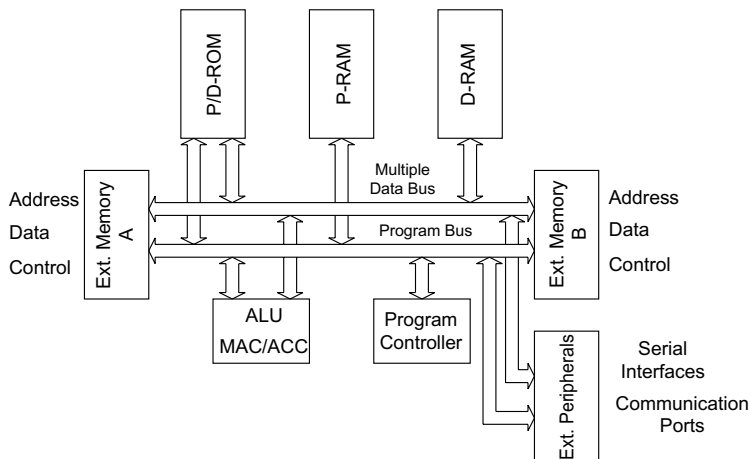 P/D-ROM
P-RAM
D-RAM
Multiple
Data Bus
Program Bus
Address
Data
Control
Ext. Memory
A
Ext. Memory
B
Address
Data
Control
ALU
MAC/ACC
Program
Controller
Ext. Peripherals
Serial
Interfaces
Communication
Ports